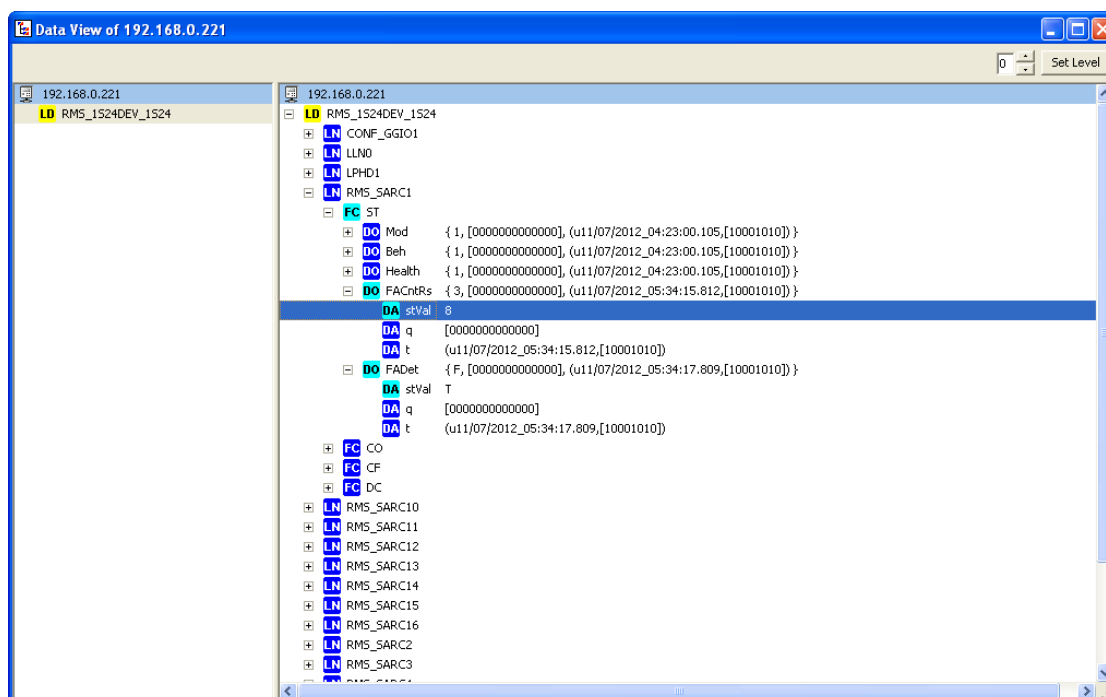 Data View of 192.168.0.221
0 Set Level
192.168.0.221
LD RMS_1S24DEV_1S24
192.168.0.221
LD RMS_1S24DEV_1S24
LN CONF_GGIO1
LN LLN0
LN LPHD1
LN RMS_SARC1
FC ST
DO Mod { 1, [0000000000000], (u11/07/2012_04:23:00.105,[10001010]) }
DO Beh { 1, [0000000000000], (u11/07/2012_04:23:00.105,[10001010]) }
DO Health { 1, [0000000000000], (u11/07/2012_04:23:00.105,[10001010]) }
DO FACntRs { 3, [0000000000000], (u11/07/2012_05:34:15.812,[10001010]) }
DA stVal 8
DA q [0000000000000]
DA t (u11/07/2012_05:34:15.812,[10001010])
DO FADet { F, [0000000000000], (u11/07/2012_05:34:17.809,[10001010]) }
DA stVal T
DA q [0000000000000]
DA t (u11/07/2012_05:34:17.809,[10001010])
FC CO
FC CF
FC DC
LN RMS_SARC10
LN RMS_SARC11
LN RMS_SARC12
LN RMS_SARC13
LN RMS_SARC14
LN RMS_SARC15
LN RMS_SARC16
LN RMS_SARC2
LN RMS_SARC3